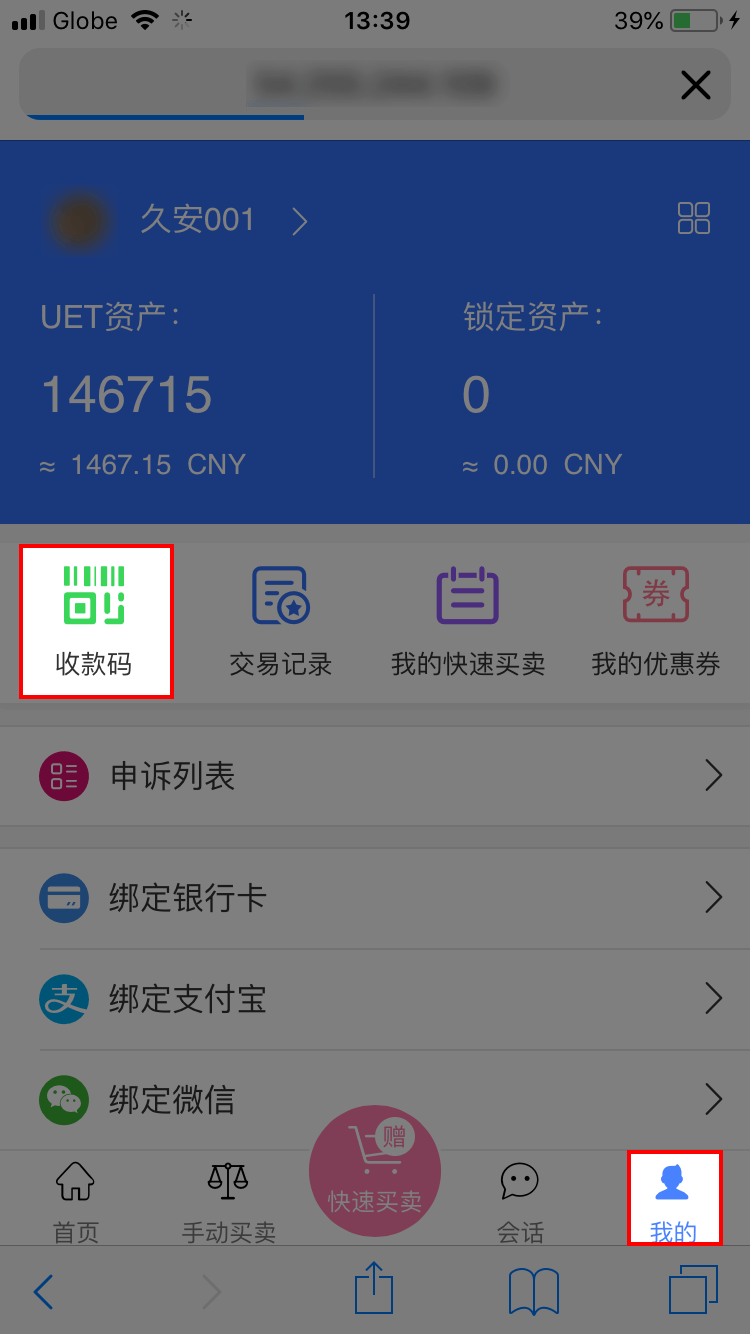 Globe 13:39 39%
久安001
UET资产： 锁定资产：
146715 0
≈ 1467.15 CNY ≈ 0.00 CNY
券
收款码 交易记录 我的快速买卖 我的优惠券
申诉列表
绑定银行卡
支 绑定支付宝
绑定微信
赠
快速买卖
首页 手动买卖 会话 我的